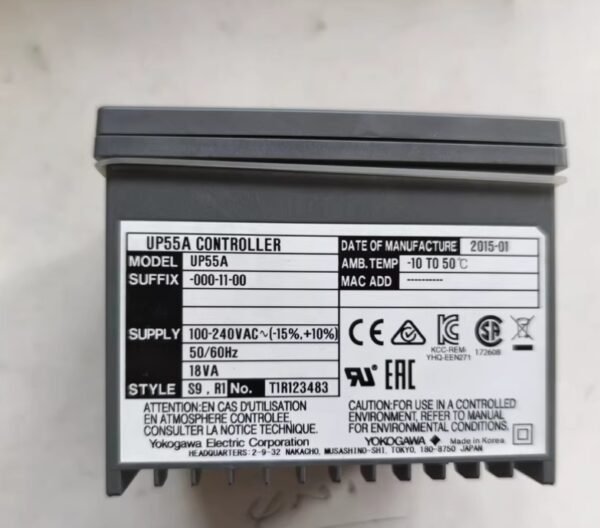 UP55A CONTROLLER
DATE OF MANUFACTURE 2015-01
MODEL UP55A
AMB.TEMP -10 TO 50℃
SUFFIX -000-11-00
MAC ADD ----------
SUPPLY 100-240VAC~(-15%,+10%)
50/60Hz
18VA
KCC-REM-
YHQ-EEN271
172608
STYLE S9 , R1 No. T1R123483
EAC
ATTENTION:EN CAS D'UTILISATION
EN ATMOSPHERE CONTROLEE,
CONSULTER LA NOTICE TECHNIQUE.
CAUTION:FOR USE IN A CONTROLLED
ENVIRONMENT. REFER TO MANUAL
FOR ENVIRONMENTAL CONDITIONS.
Yokogawa Electric Corporation
YOKOGAWA ◆ Made in Korea
HEADQUARTERS:2-9-32 NAKACHO, MUSASHINO-SHI, TOKYO, 180-8750 JAPAN